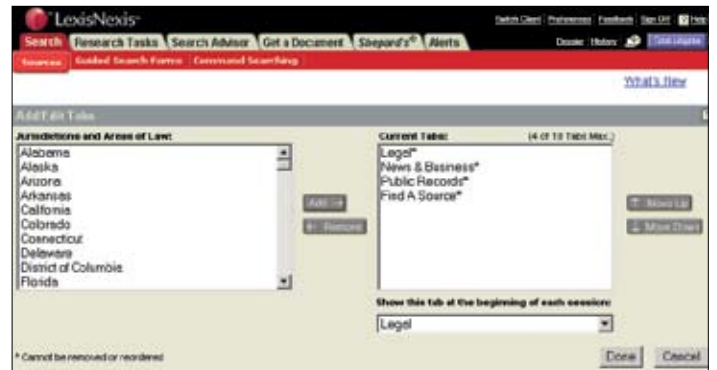 LexisNexis
Switch Client Preferences Feedback Sign Off Help
Search Research Tasks Search Advisor Get a Document Shepard's® Alerts
Dossier History
Sources Guided Search Forms Command Searching
What's New
Add/Edit Tabs
Jurisdictions and Areas of Law:
Alabama
Alaska
Arizona
Arkansas
California
Colorado
Connecticut
Delaware
District of Columbia
Florida
Add →
← Remove
Current Tabs: (4 of 10 Tabs Max.)
Legal*
News & Business*
Public Records*
Find A Source*
↑ Move Up
↓ Move Down
Show this tab at the beginning of each session:
Legal
* Cannot be removed or reordered
Done Cancel